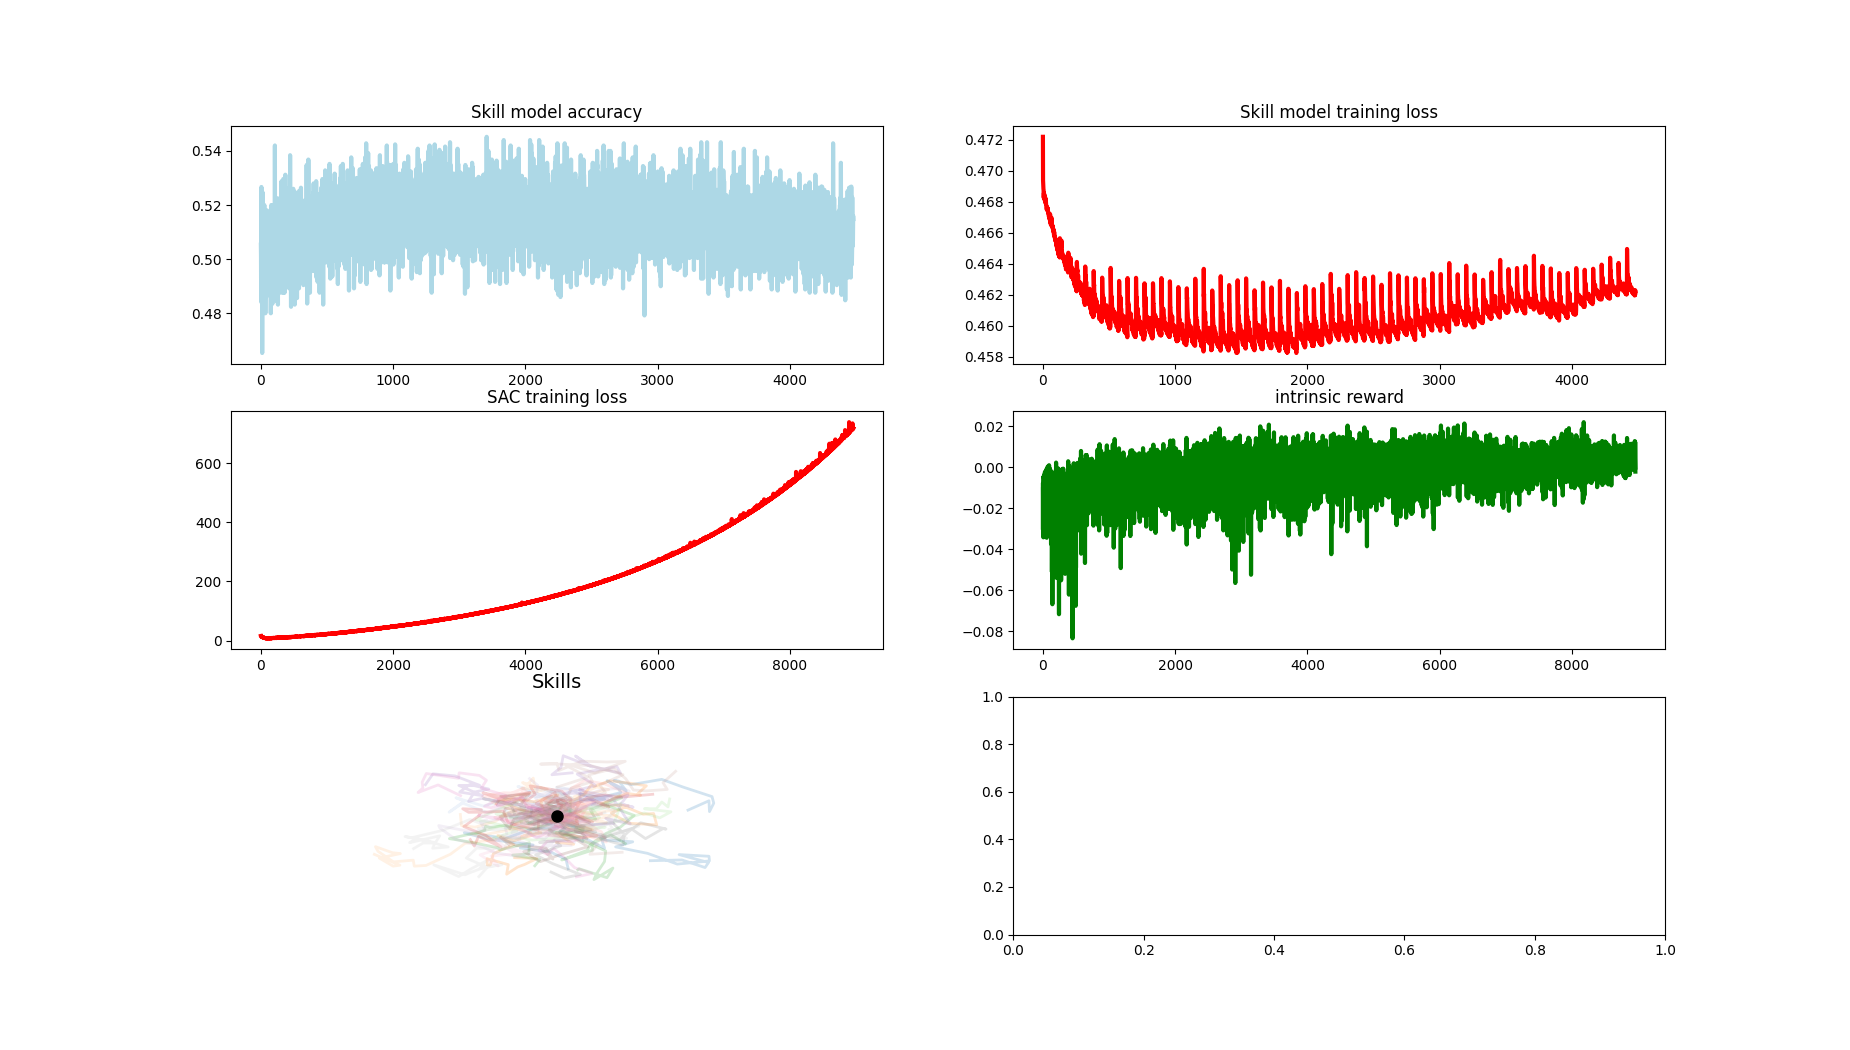 Skill model accuracy
0.54
0.52
0.50
0.48
0 1000 2000 3000 4000
Skill model training loss
0.472
0.470
0.468
0.466
0.464
0.462
0.460
0.458
0 1000 2000 3000 4000
SAC training loss
600
400
200
0
0 2000 4000 6000 8000
intrinsic reward
0.02
0.00
−0.02
−0.04
−0.06
−0.08
0 2000 4000 6000 8000
Skills
1.0
0.8
0.6
0.4
0.2
0.0
0.0 0.2 0.4 0.6 0.8 1.0